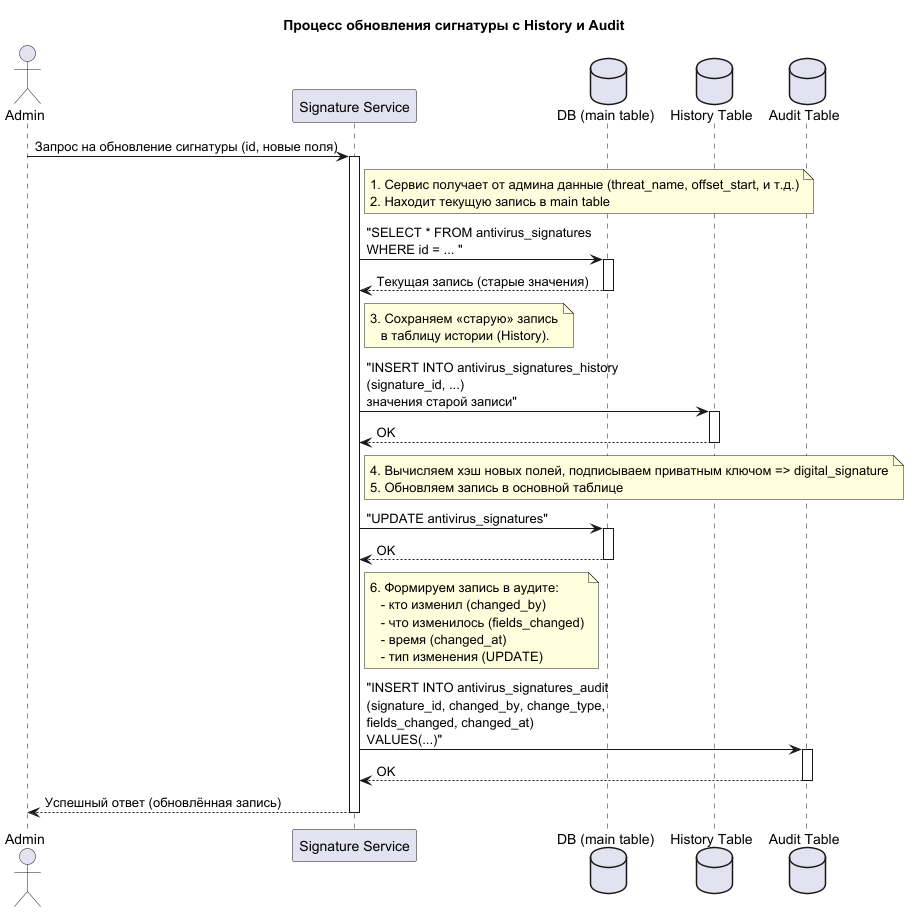 Процесс обновления сигнатуры с History и Audit
Admin
Signature Service
DB (main table)
History Table
Audit Table
Запрос на обновление сигнатуры (id, новые поля)
1. Сервис получает от админа данные (threat_name, offset_start, и т.д.)
2. Находит текущую запись в main table
"SELECT * FROM antivirus_signatures
WHERE id = ... "
Текущая запись (старые значения)
3. Сохраняем «старую» запись
в таблицу истории (History).
"INSERT INTO antivirus_signatures_history
(signature_id, ...)
значения старой записи"
OK
4. Вычисляем хэш новых полей, подписываем приватным ключом => digital_signature
5. Обновляем запись в основной таблице
"UPDATE antivirus_signatures"
OK
6. Формируем запись в аудите:
- кто изменил (changed_by)
- что изменилось (fields_changed)
- время (changed_at)
- тип изменения (UPDATE)
"INSERT INTO antivirus_signatures_audit
(signature_id, changed_by, change_type,
fields_changed, changed_at)
VALUES(...)"
OK
Успешный ответ (обновлённая запись)
Admin
Signature Service
DB (main table)
History Table
Audit Table